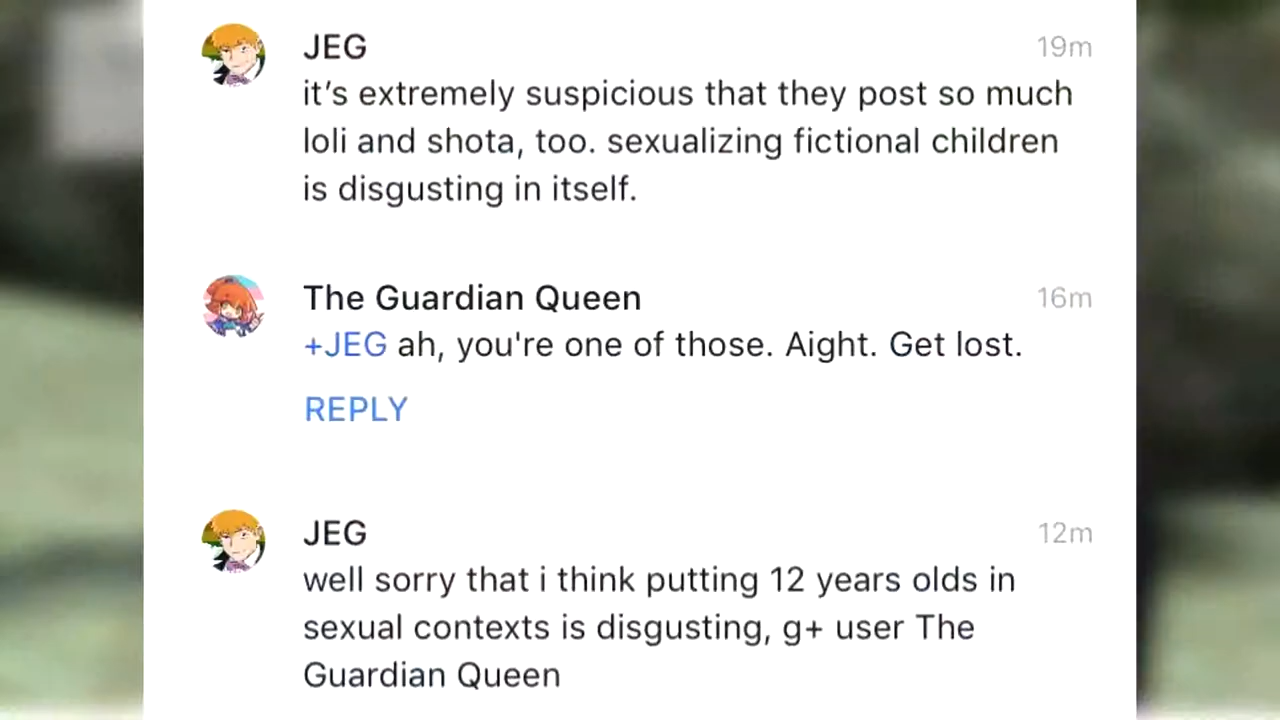 JEG 19m
it's extremely suspicious that they post so much
loli and shota, too. sexualizing fictional children
is disgusting in itself.
The Guardian Queen 16m
+JEG ah, you're one of those. Aight. Get lost.
REPLY
JEG 12m
well sorry that i think putting 12 years olds in
sexual contexts is disgusting, g+ user The
Guardian Queen